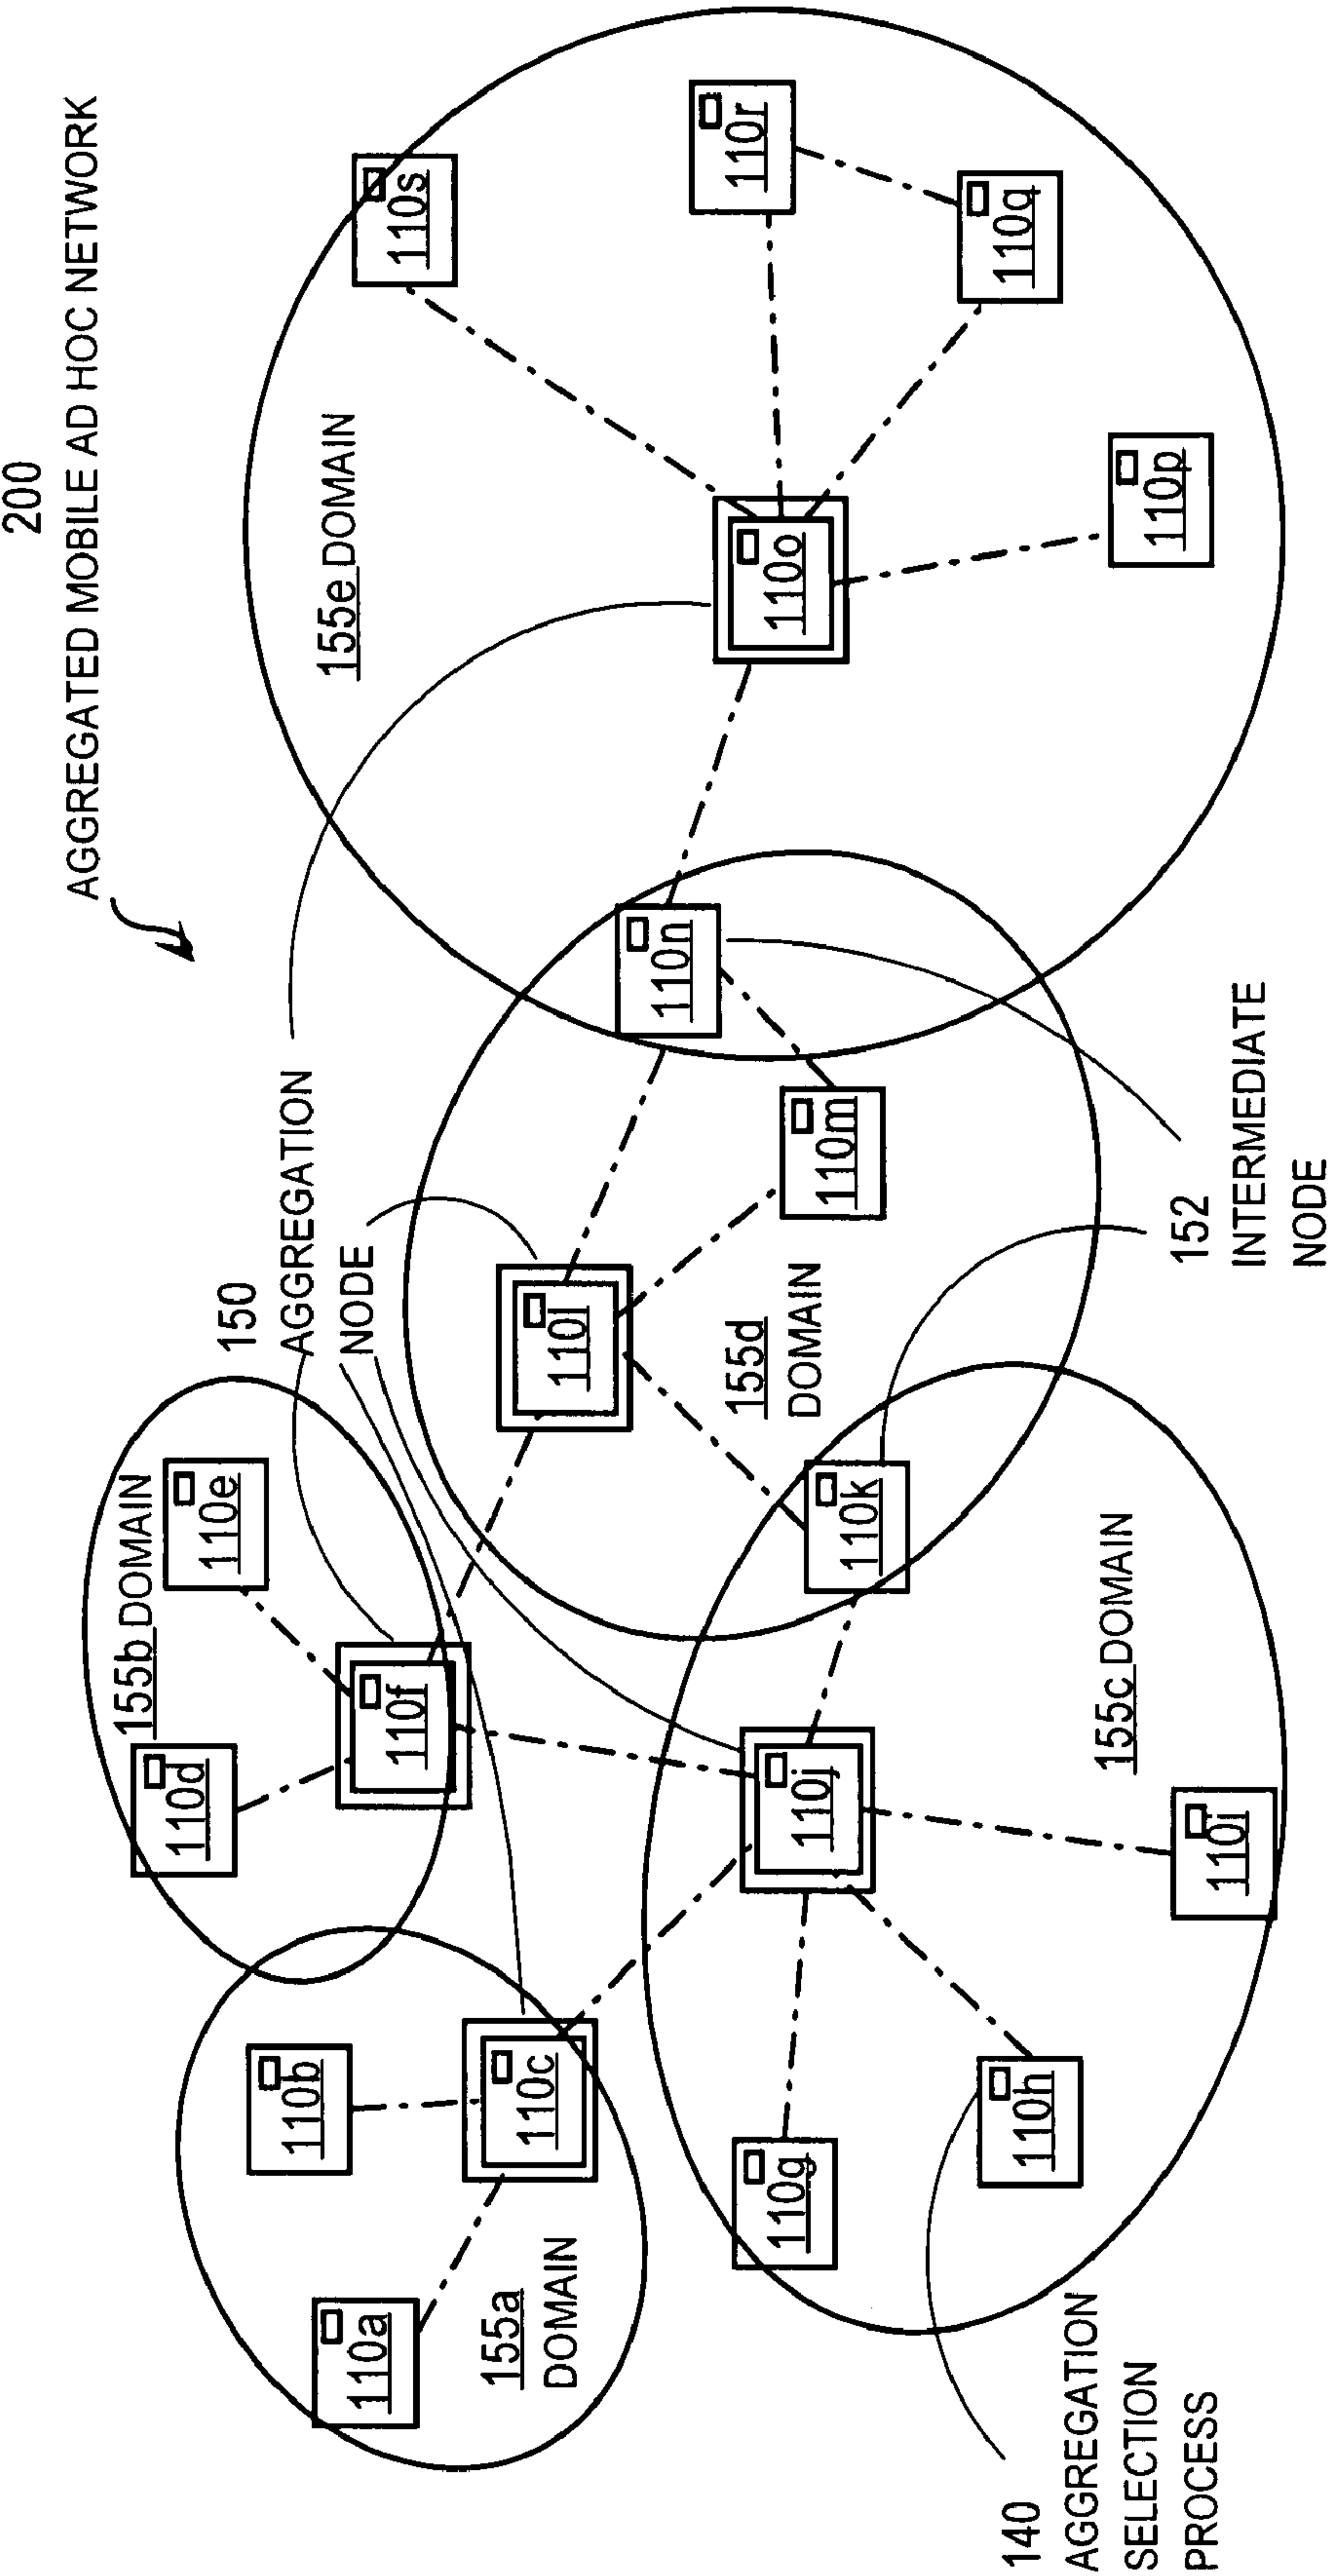 200
AGGREGATED MOBILE AD HOC NETWORK
150
AGGREGATION
NODE
155b DOMAIN
155e DOMAIN
110s
110e
110d
110b
110a
110f
110c
155a
DOMAIN
110l
110n
110o
110r
110q
110p
110m
155d
DOMAIN
110k
110j
110g
110h
110i
155c DOMAIN
152
INTERMEDIATE
NODE
140
AGGREGATION
SELECTION
PROCESS